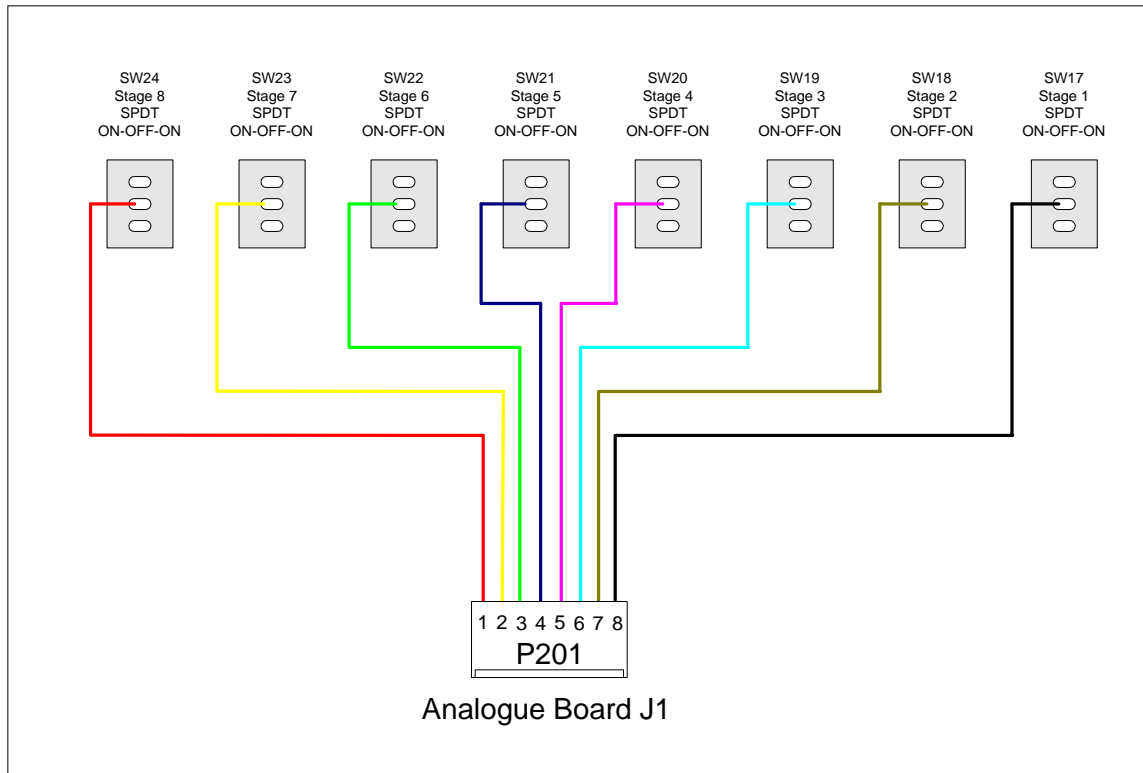 SW24
Stage 8
SPDT
ON-OFF-ON
SW23
Stage 7
SPDT
ON-OFF-ON
SW22
Stage 6
SPDT
ON-OFF-ON
SW21
Stage 5
SPDT
ON-OFF-ON
SW20
Stage 4
SPDT
ON-OFF-ON
SW19
Stage 3
SPDT
ON-OFF-ON
SW18
Stage 2
SPDT
ON-OFF-ON
SW17
Stage 1
SPDT
ON-OFF-ON
1 2 3 4 5 6 7 8
P201
Analogue Board J1